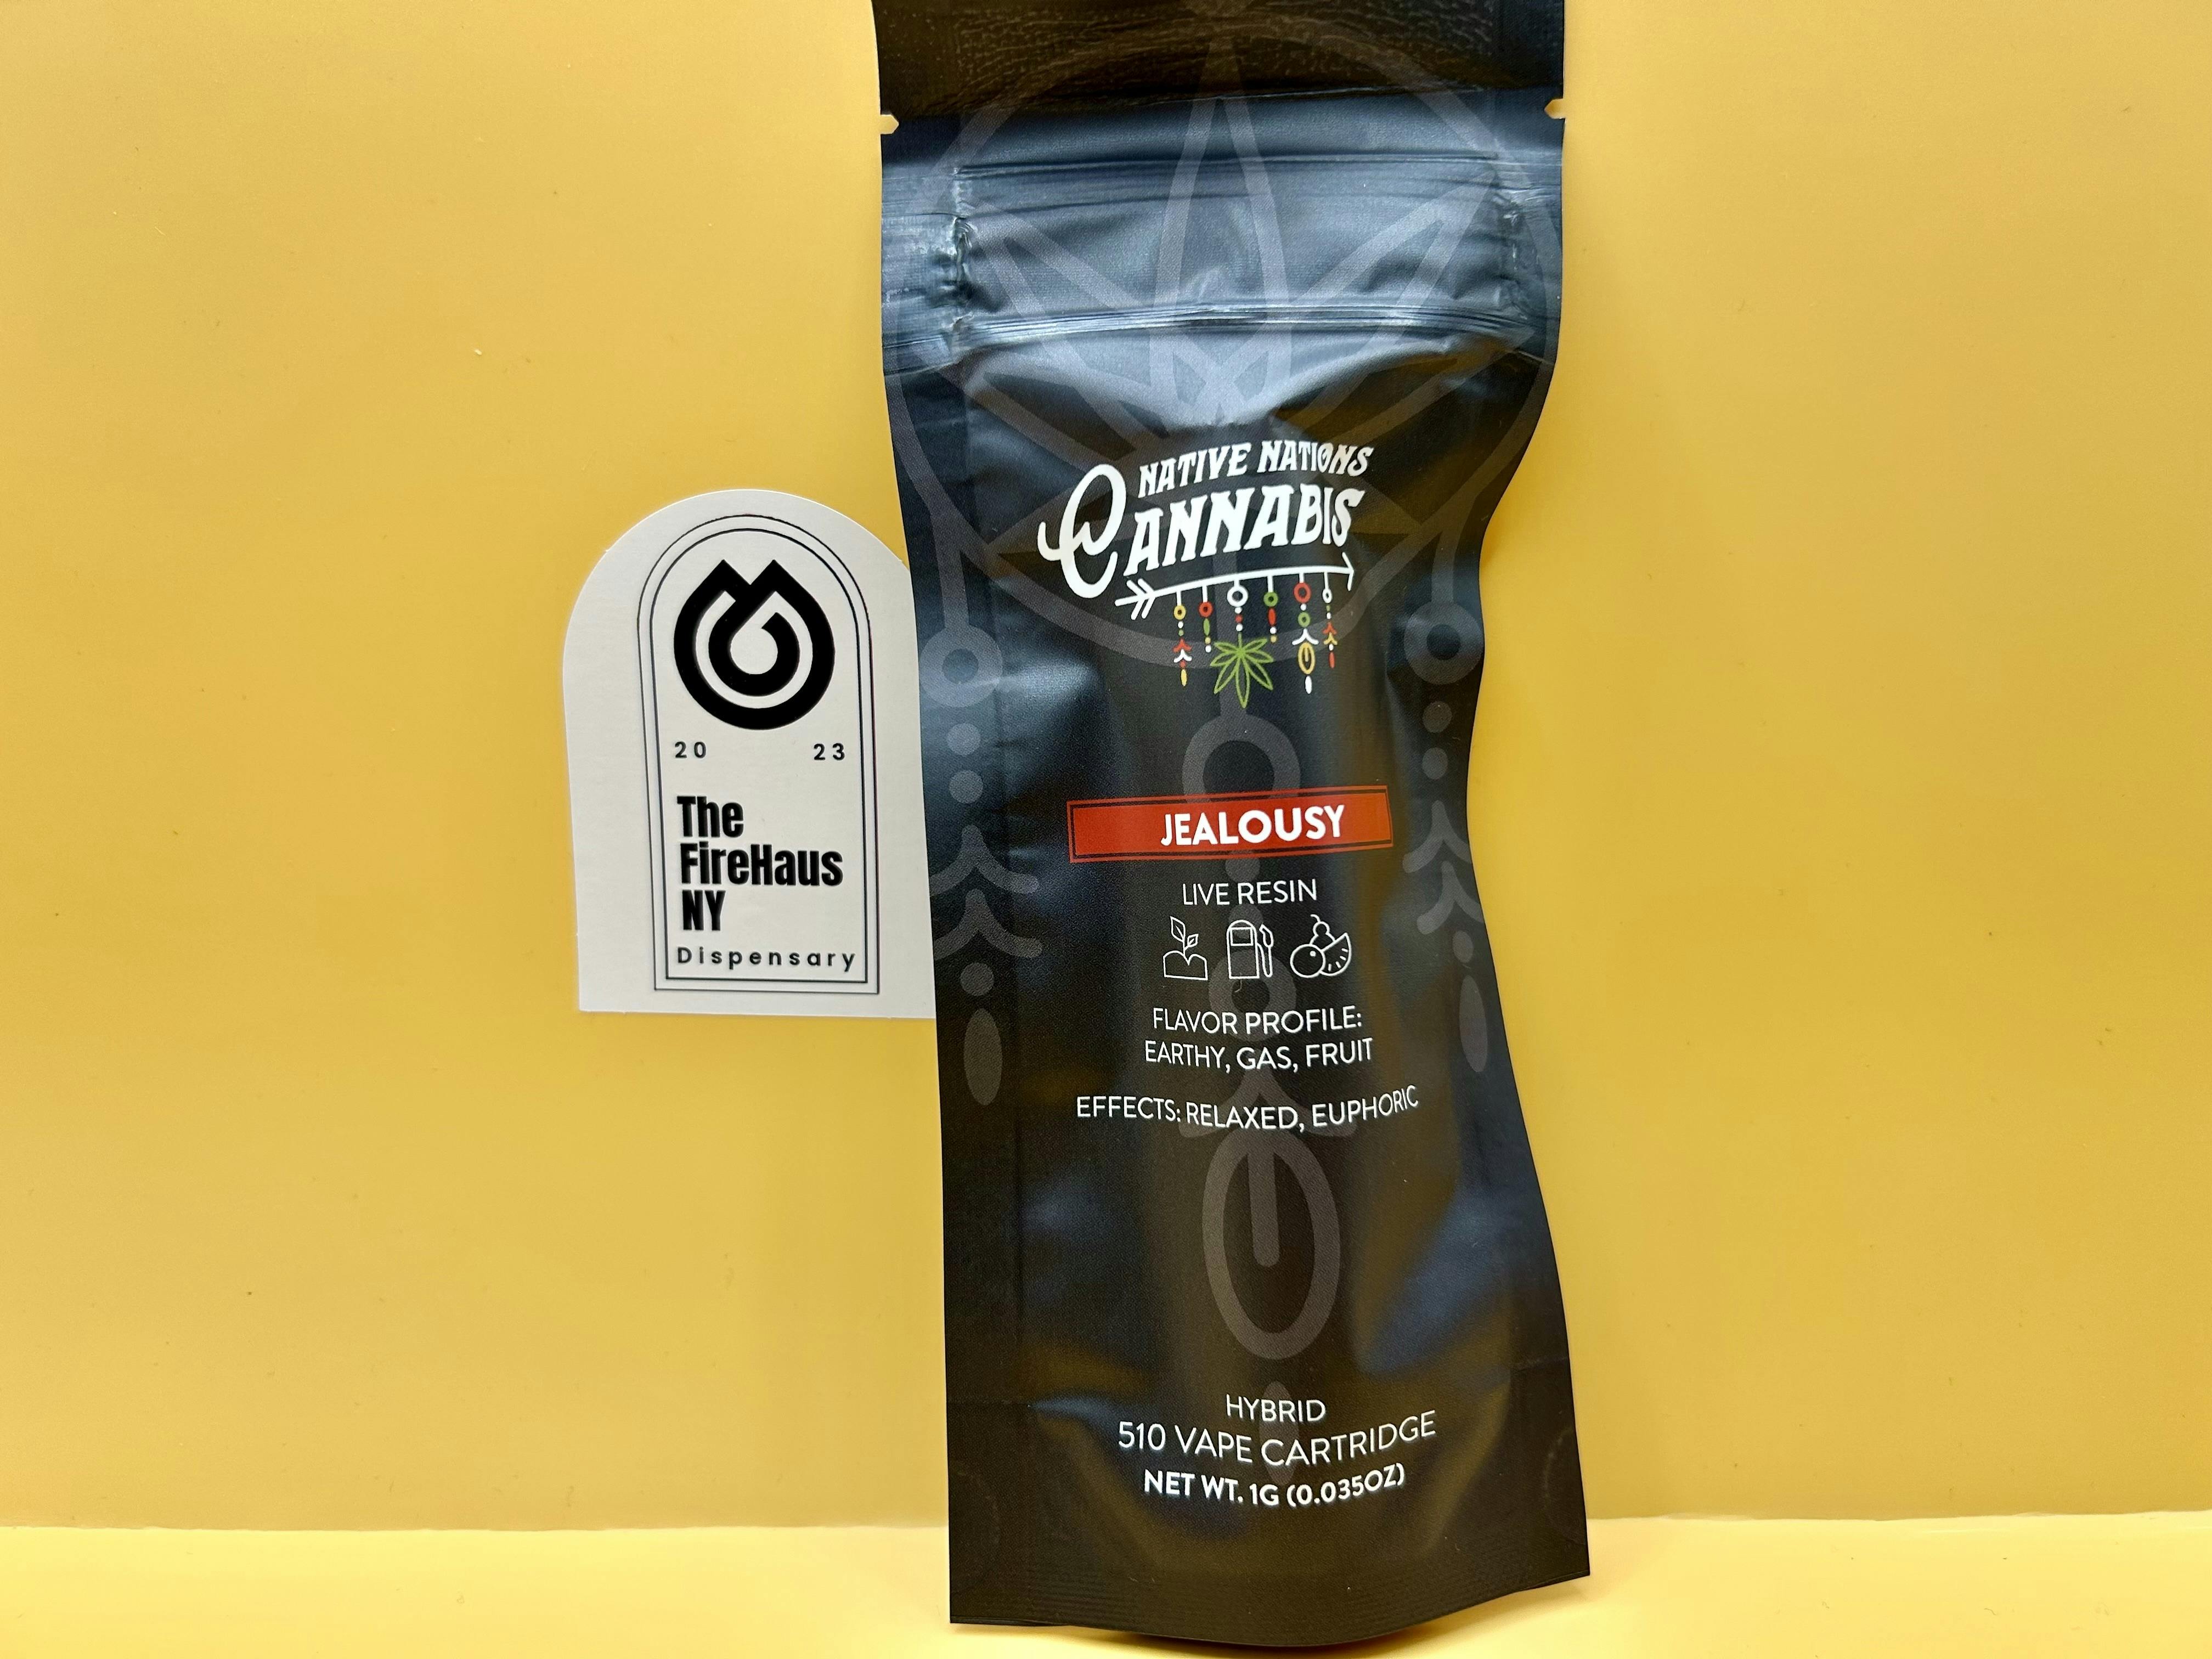 20 23
The
FireHaus
NY
Dispensary
NATIVE NATIONS
CANNABIS
JEALOUSY
LIVE RESIN
FLAVOR PROFILE:
EARTHY, GAS, FRUIT
EFFECTS: RELAXED, EUPHORIC
HYBRID
510 VAPE CARTRIDGE
NET WT. 1G (0.035OZ)